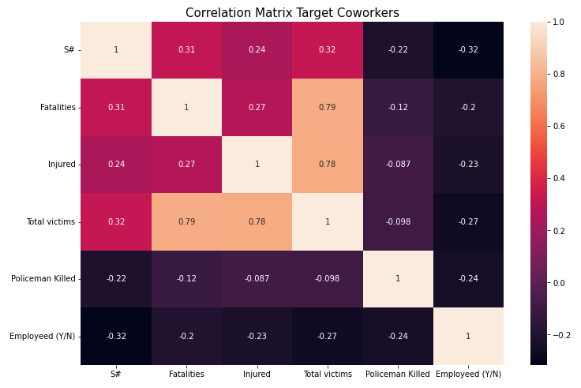 Correlation Matrix Target Coworkers
S# 1 0.31 0.24 0.32 -0.22 -0.32
Fatalities 0.31 1 0.27 0.79 -0.12 -0.2
Injured 0.24 0.27 1 0.78 -0.087 -0.23
Total victims 0.32 0.79 0.78 1 -0.098 -0.27
Policeman Killed -0.22 -0.12 -0.087 -0.098 1 -0.24
Employeed (Y/N) -0.32 -0.2 -0.23 -0.27 -0.24 1
S# Fatalities Injured Total victims Policeman Killed Employeed (Y/N)
1.0
0.8
0.6
0.4
0.2
0.0
−0.2